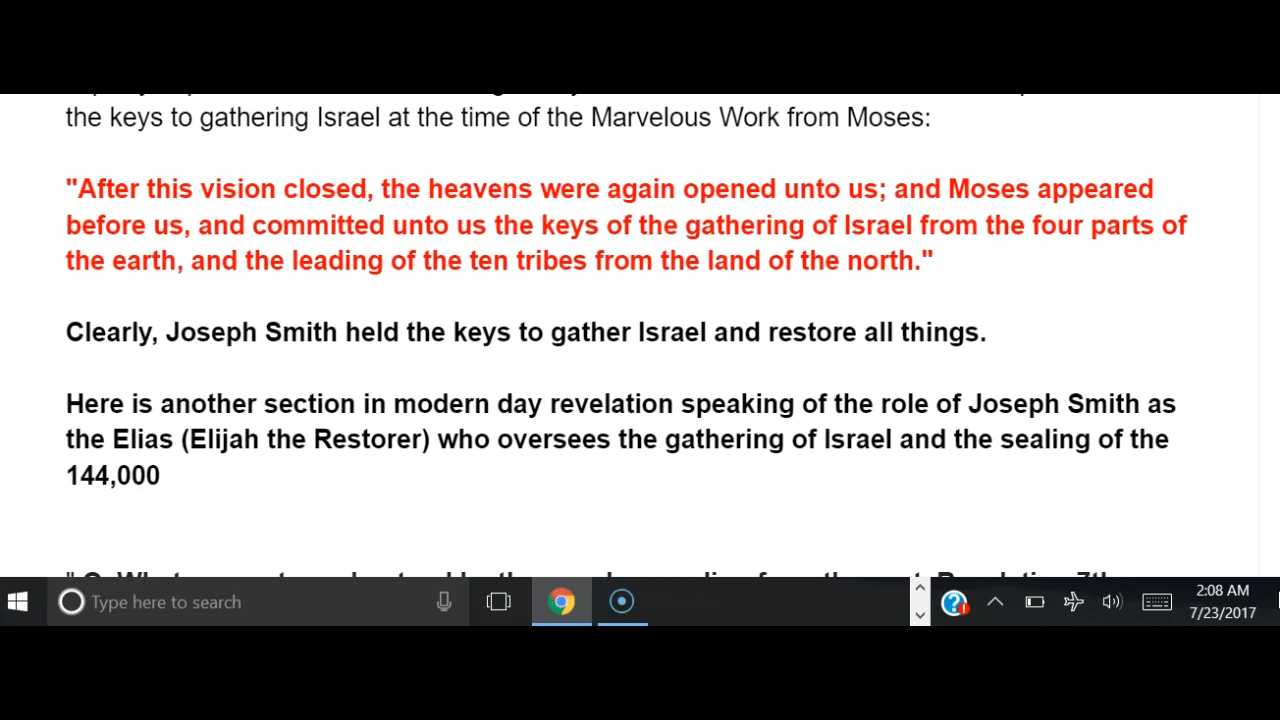 the keys to gathering Israel at the time of the Marvelous Work from Moses:
"After this vision closed, the heavens were again opened unto us; and Moses appeared
before us, and committed unto us the keys of the gathering of Israel from the four parts of
the earth, and the leading of the ten tribes from the land of the north."
Clearly, Joseph Smith held the keys to gather Israel and restore all things.
Here is another section in modern day revelation speaking of the role of Joseph Smith as
the Elias (Elijah the Restorer) who oversees the gathering of Israel and the sealing of the
144,000
Type here to search
2:08 AM
7/23/2017